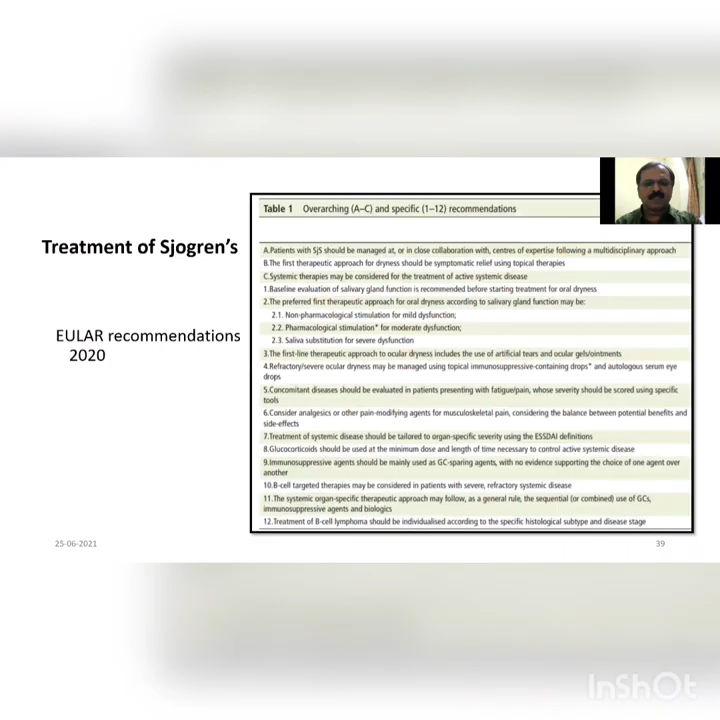 Treatment of Sjogren's
EULAR recommendations
2020
Table 1 Overarching (A–C) and specific (1–12) recommendations
A.Patients with SjS should be managed at, or in close collaboration with, centres of expertise following a multidisciplinary approach
B.The first therapeutic approach for dryness should be symptomatic relief using topical therapies
C.Systemic therapies may be considered for the treatment of active systemic disease
1.Baseline evaluation of salivary gland function is recommended before starting treatment for oral dryness
2.The preferred first therapeutic approach for oral dryness according to salivary gland function may be:
2.1. Non-pharmacological stimulation for mild dysfunction;
2.2. Pharmacological stimulation* for moderate dysfunction;
2.3. Saliva substitution for severe dysfunction
3.The first-line therapeutic approach to ocular dryness includes the use of artificial tears and ocular gels/ointments
4.Refractory/severe ocular dryness may be managed using topical immunosuppressive-containing drops* and autologous serum eye
drops
5.Concomitant diseases should be evaluated in patients presenting with fatigue/pain, whose severity should be scored using specific
tools
6.Consider analgesics or other pain-modifying agents for musculoskeletal pain, considering the balance between potential benefits and
side-effects
7.Treatment of systemic disease should be tailored to organ-specific severity using the ESSDAI definitions
8.Glucocorticoids should be used at the minimum dose and length of time necessary to control active systemic disease
9.Immunosuppressive agents should be mainly used as GC-sparing agents, with no evidence supporting the choice of one agent over
another
10.B-cell targeted therapies may be considered in patients with severe, refractory systemic disease
11.The systemic organ-specific therapeutic approach may follow, as a general rule, the sequential (or combined) use of GCs,
immunosuppressive agents and biologics
12.Treatment of B-cell lymphoma should be individualised according to the specific histological subtype and disease stage
25-06-2021
39
InShOt